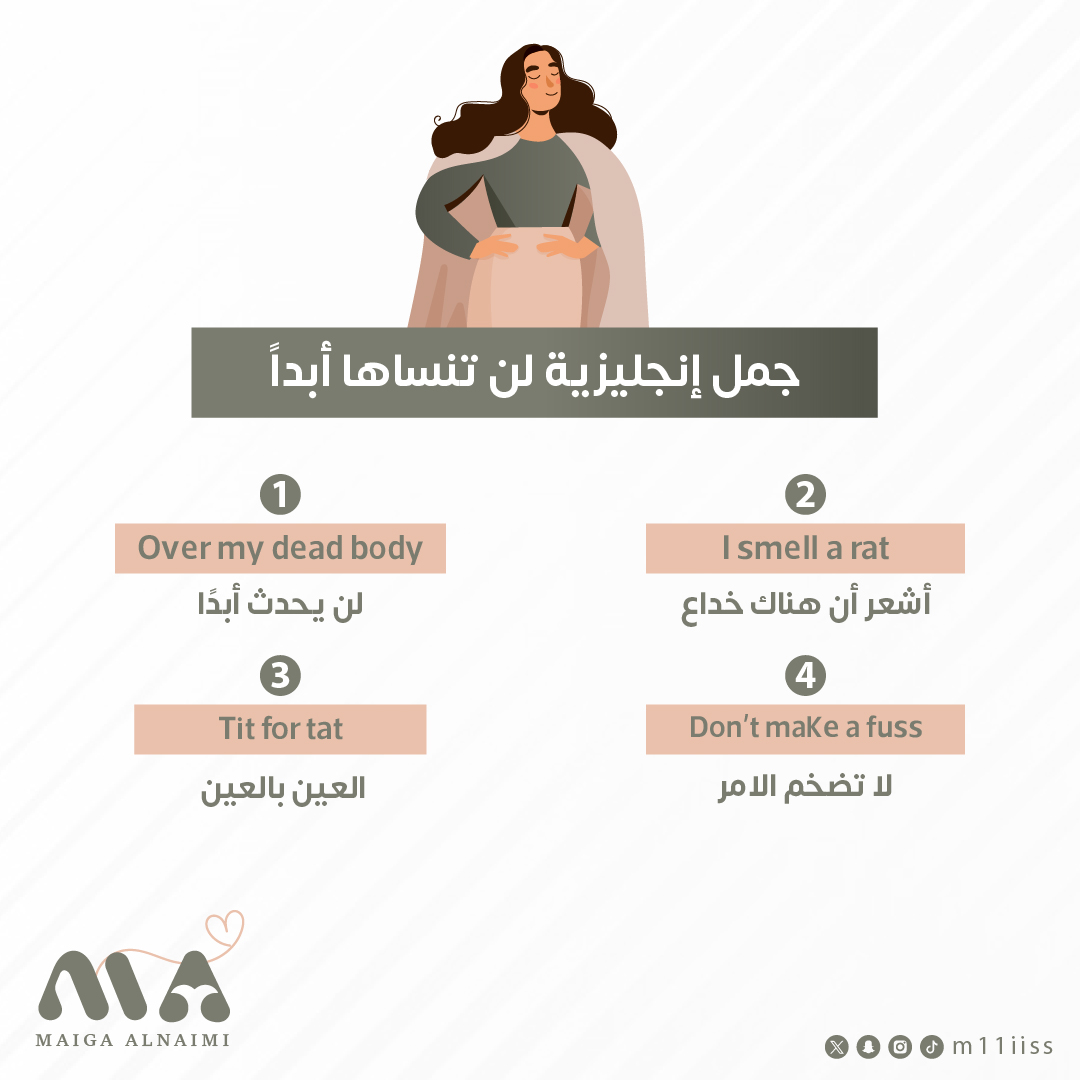 جمل إنجليزية لن تنساها أبداً
1
Over my dead body
لن يحدث أبدًا
2
I smell a rat
أشعر أن هناك خداع
3
Tit for tat
العين بالعين
4
Don't maKe a fuss
لا تضخم الامر
MA
MAIGA ALNAIMI
m11iiss